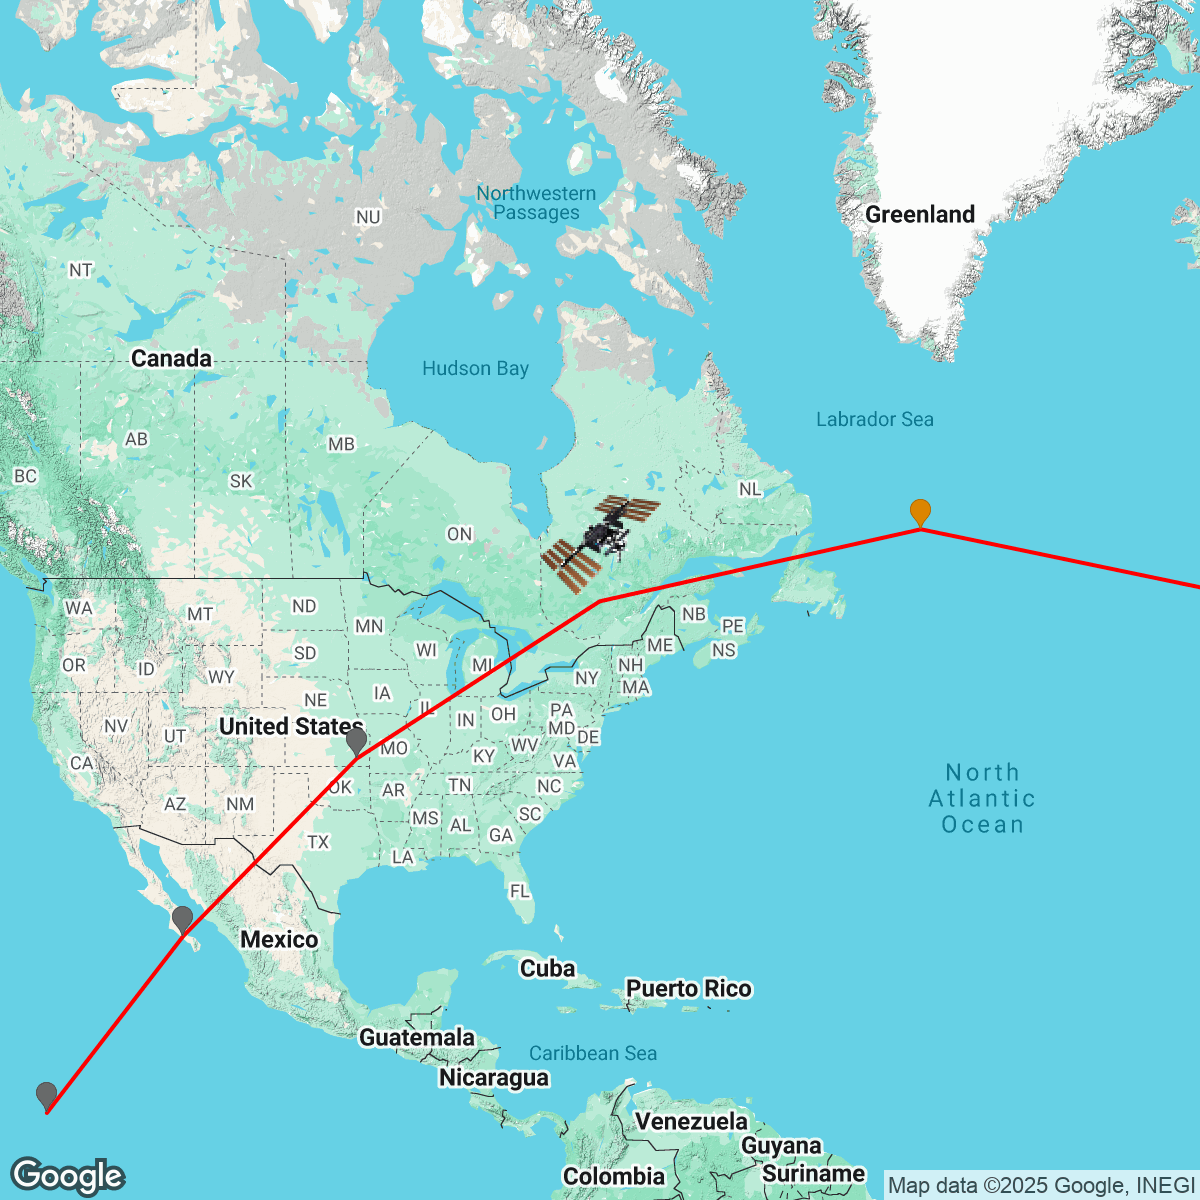 Northwestern
Passages
NU
Greenland
NT
Canada
Hudson Bay
Labrador Sea
AB
MB
BC
SK
NL
ON
WA
MT
ND
MN
NB
PE
OR
ID
SD
WI
MI
ME
NS
WY
NH
NY
MA
NE
IA
IL
NV
UT
United States
IN
OH
PA
MD
DE
CA
MO
KY
WV
VA
North
Atlantic
Ocean
AZ
NM
OK
AR
TN
NC
SC
MS
AL
GA
TX
LA
FL
Mexico
Cuba
Puerto Rico
Guatemala
Caribbean Sea
Nicaragua
Venezuela
Guyana
Colombia
Suriname
Google
Map data ©2025 Google, INEGI